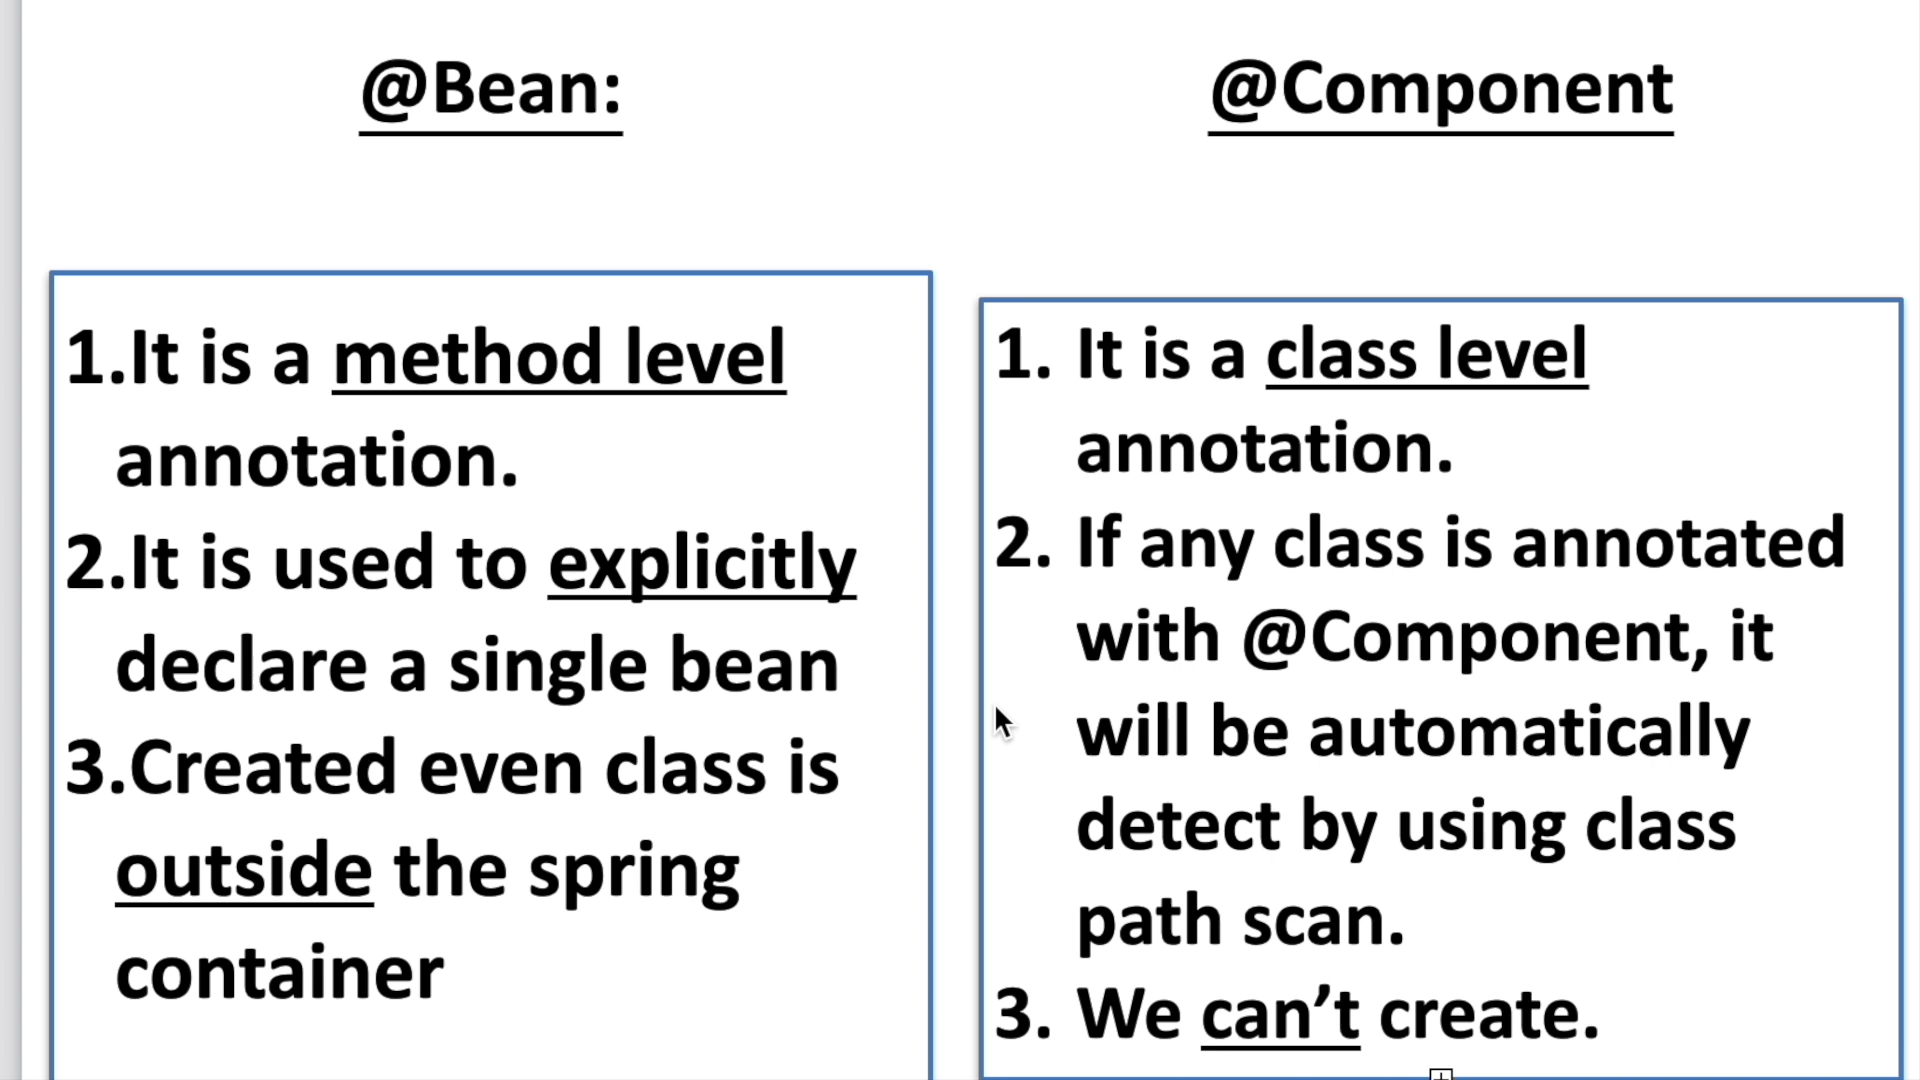 @Bean:
@Component
1.It is a method level
annotation.
2.It is used to explicitly
declare a single bean
3.Created even class is
outside the spring
container
1. It is a class level
annotation.
2. If any class is annotated
with @Component, it
will be automatically
detect by using class
path scan.
3. We can’t create.